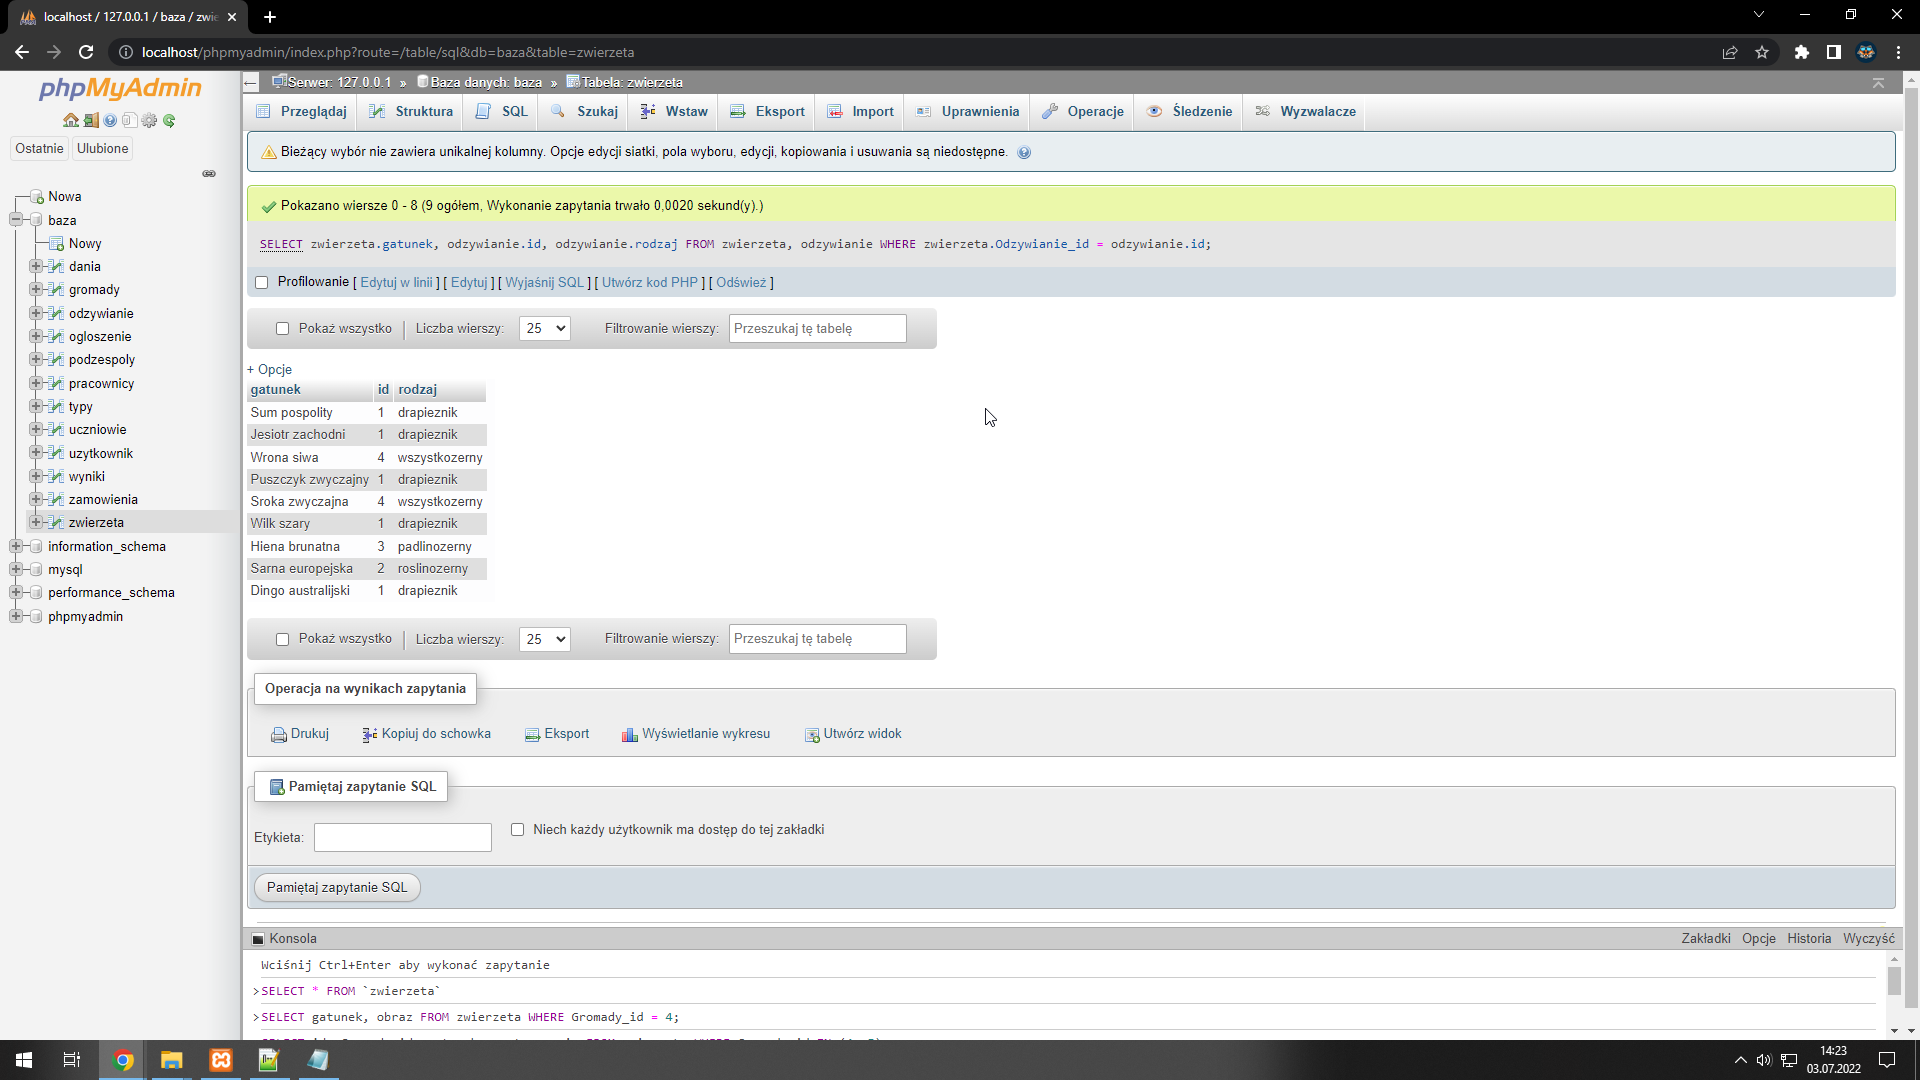 localhost / 127.0.0.1 / baza / zwie
localhost/phpmyadmin/index.php?route=/table/sql&db=baza&table=zwierzeta
phpMyAdmin
Ostatnie
Ulubione
Nowa
baza
Nowy
dania
gromady
odzywianie
ogloszenie
podzespoly
pracownicy
typy
uczniowie
uzytkownik
wyniki
zamowienia
zwierzeta
information_schema
mysql
performance_schema
phpmyadmin
Serwer: 127.0.0.1 » Baza danych: baza » Tabela: zwierzeta
Przeglądaj Struktura SQL Szukaj Wstaw Eksport Import Uprawnienia Operacje Śledzenie Wyzwalacze
Bieżący wybór nie zawiera unikalnej kolumny. Opcje edycji siatki, pola wyboru, edycji, kopiowania i usuwania są niedostępne.
Pokazano wiersze 0 - 8 (9 ogółem, Wykonanie zapytania trwało 0,0020 sekund(y).)
SELECT zwierzeta.gatunek, odzywianie.id, odzywianie.rodzaj FROM zwierzeta, odzywianie WHERE zwierzeta.Odzywianie_id = odzywianie.id;
Profilowanie [ Edytuj w linii ] [ Edytuj ] [ Wyjaśnij SQL ] [ Utwórz kod PHP ] [ Odśwież ]
Pokaż wszystko | Liczba wierszy: 25 Filtrowanie wierszy: Przeszukaj tę tabelę
+ Opcje
gatunek id rodzaj
Sum pospolity 1 drapieznik
Jesiotr zachodni 1 drapieznik
Wrona siwa 4 wszystkozerny
Puszczyk zwyczajny 1 drapieznik
Sroka zwyczajna 4 wszystkozerny
Wilk szary 1 drapieznik
Hiena brunatna 3 padlinozerny
Sarna europejska 2 roslinozerny
Dingo australijski 1 drapieznik
Pokaż wszystko | Liczba wierszy: 25 Filtrowanie wierszy: Przeszukaj tę tabelę
Operacja na wynikach zapytania
Drukuj Kopiuj do schowka Eksport Wyświetlanie wykresu Utwórz widok
Pamiętaj zapytanie SQL
Etykieta: Niech każdy użytkownik ma dostęp do tej zakładki
Pamiętaj zapytanie SQL
Konsola Zakładki Opcje Historia Wyczyść
Wciśnij Ctrl+Enter aby wykonać zapytanie
>SELECT * FROM `zwierzeta`
>SELECT gatunek, obraz FROM zwierzeta WHERE Gromady_id = 4;
14:23
03.07.2022